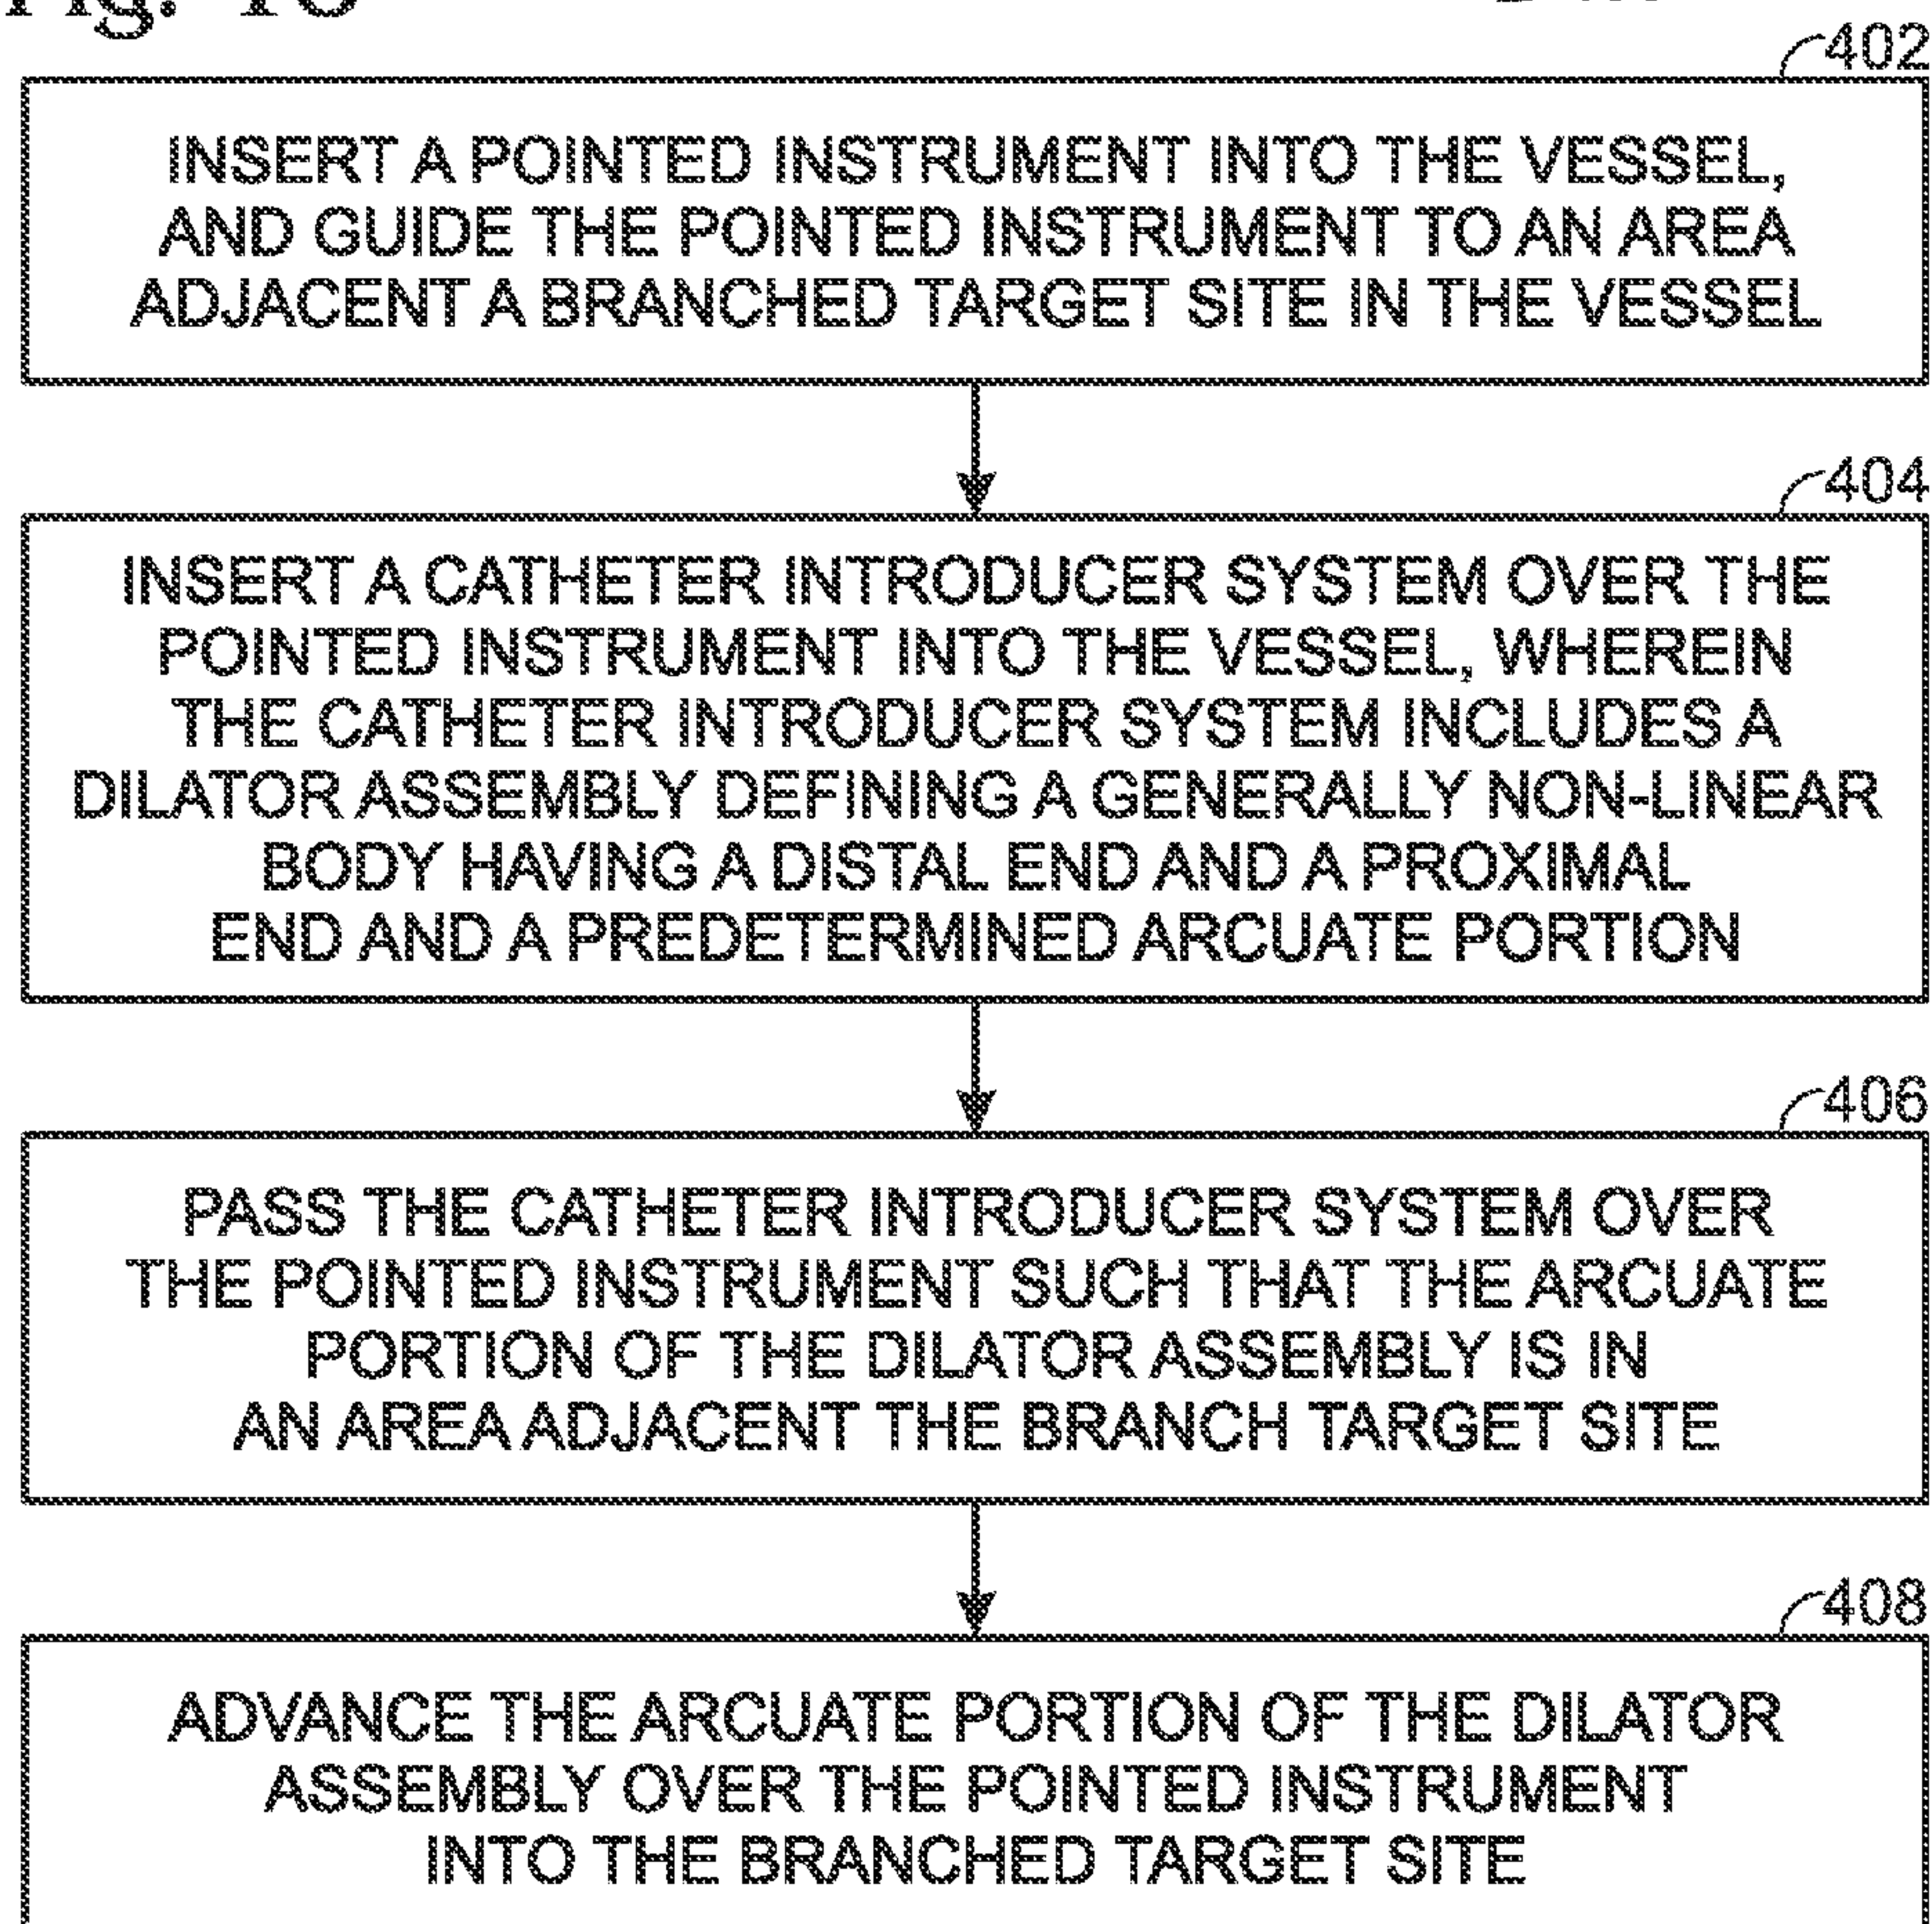 402
INSERT A POINTED INSTRUMENT INTO THE VESSEL,
AND GUIDE THE POINTED INSTRUMENT TO AN AREA
ADJACENT A BRANCHED TARGET SITE IN THE VESSEL
404
INSERT A CATHETER INTRODUCER SYSTEM OVER THE
POINTED INSTRUMENT INTO THE VESSEL, WHEREIN
THE CATHETER INTRODUCER SYSTEM INCLUDES A
DILATOR ASSEMBLY DEFINING A GENERALLY NON-LINEAR
BODY HAVING A DISTAL END AND A PROXIMAL
END AND A PREDETERMINED ARCUATE PORTION
406
PASS THE CATHETER INTRODUCER SYSTEM OVER
THE POINTED INSTRUMENT SUCH THAT THE ARCUATE
PORTION OF THE DILATOR ASSEMBLY IS IN
AN AREA ADJACENT THE BRANCH TARGET SITE
408
ADVANCE THE ARCUATE PORTION OF THE DILATOR
ASSEMBLY OVER THE POINTED INSTRUMENT
INTO THE BRANCHED TARGET SITE